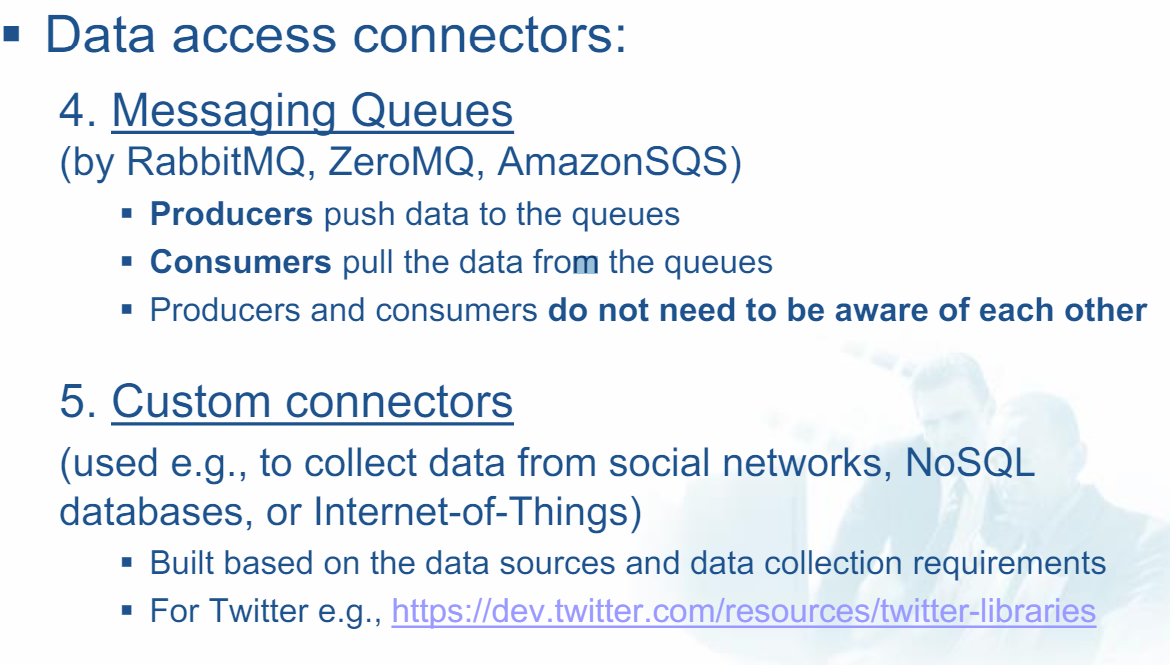 ▪ Data access connectors:
4. Messaging Queues
(by RabbitMQ, ZeroMQ, AmazonSQS)
▪ Producers push data to the queues
▪ Consumers pull the data from the queues
▪ Producers and consumers do not need to be aware of each other
5. Custom connectors
(used e.g., to collect data from social networks, NoSQL
databases, or Internet-of-Things)
▪ Built based on the data sources and data collection requirements
▪ For Twitter e.g., https://dev.twitter.com/resources/twitter-libraries